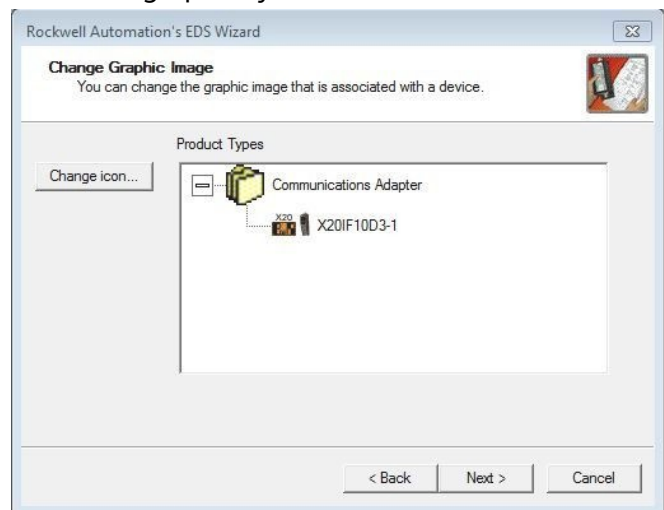 Rockwell Automation's EDS Wizard
Change Graphic Image
You can change the graphic image that is associated with a device.
Product Types
Change icon...
Communications Adapter
X20
X20IF10D3-1
< Back
Next >
Cancel